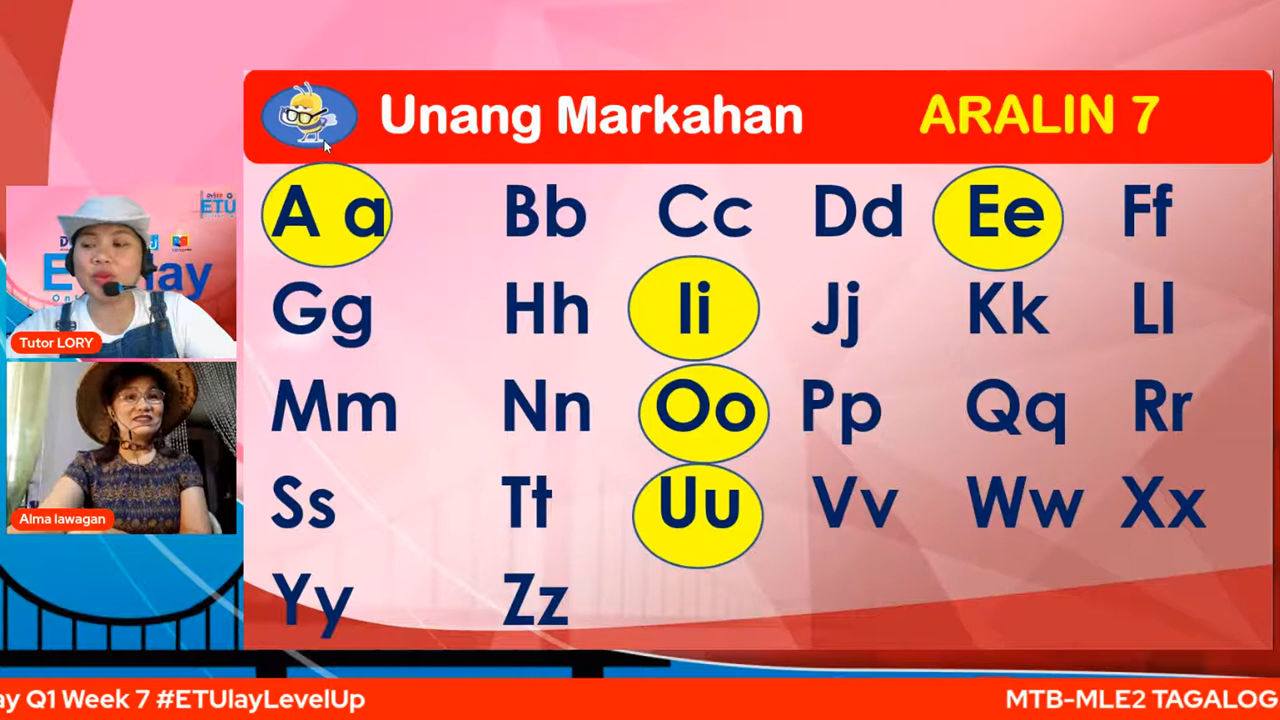 Unang Markahan ARALIN 7
A a Bb Cc Dd Ee Ff
Gg Hh Ii Jj Kk Ll
Mm Nn Oo Pp Qq Rr
Ss Tt Uu Vv Ww Xx
Yy Zz
ETU
Tutor LORY
Alma lawagan
ay Q1 Week 7 #ETUlayLevelUp
MTB-MLE2 TAGALOG